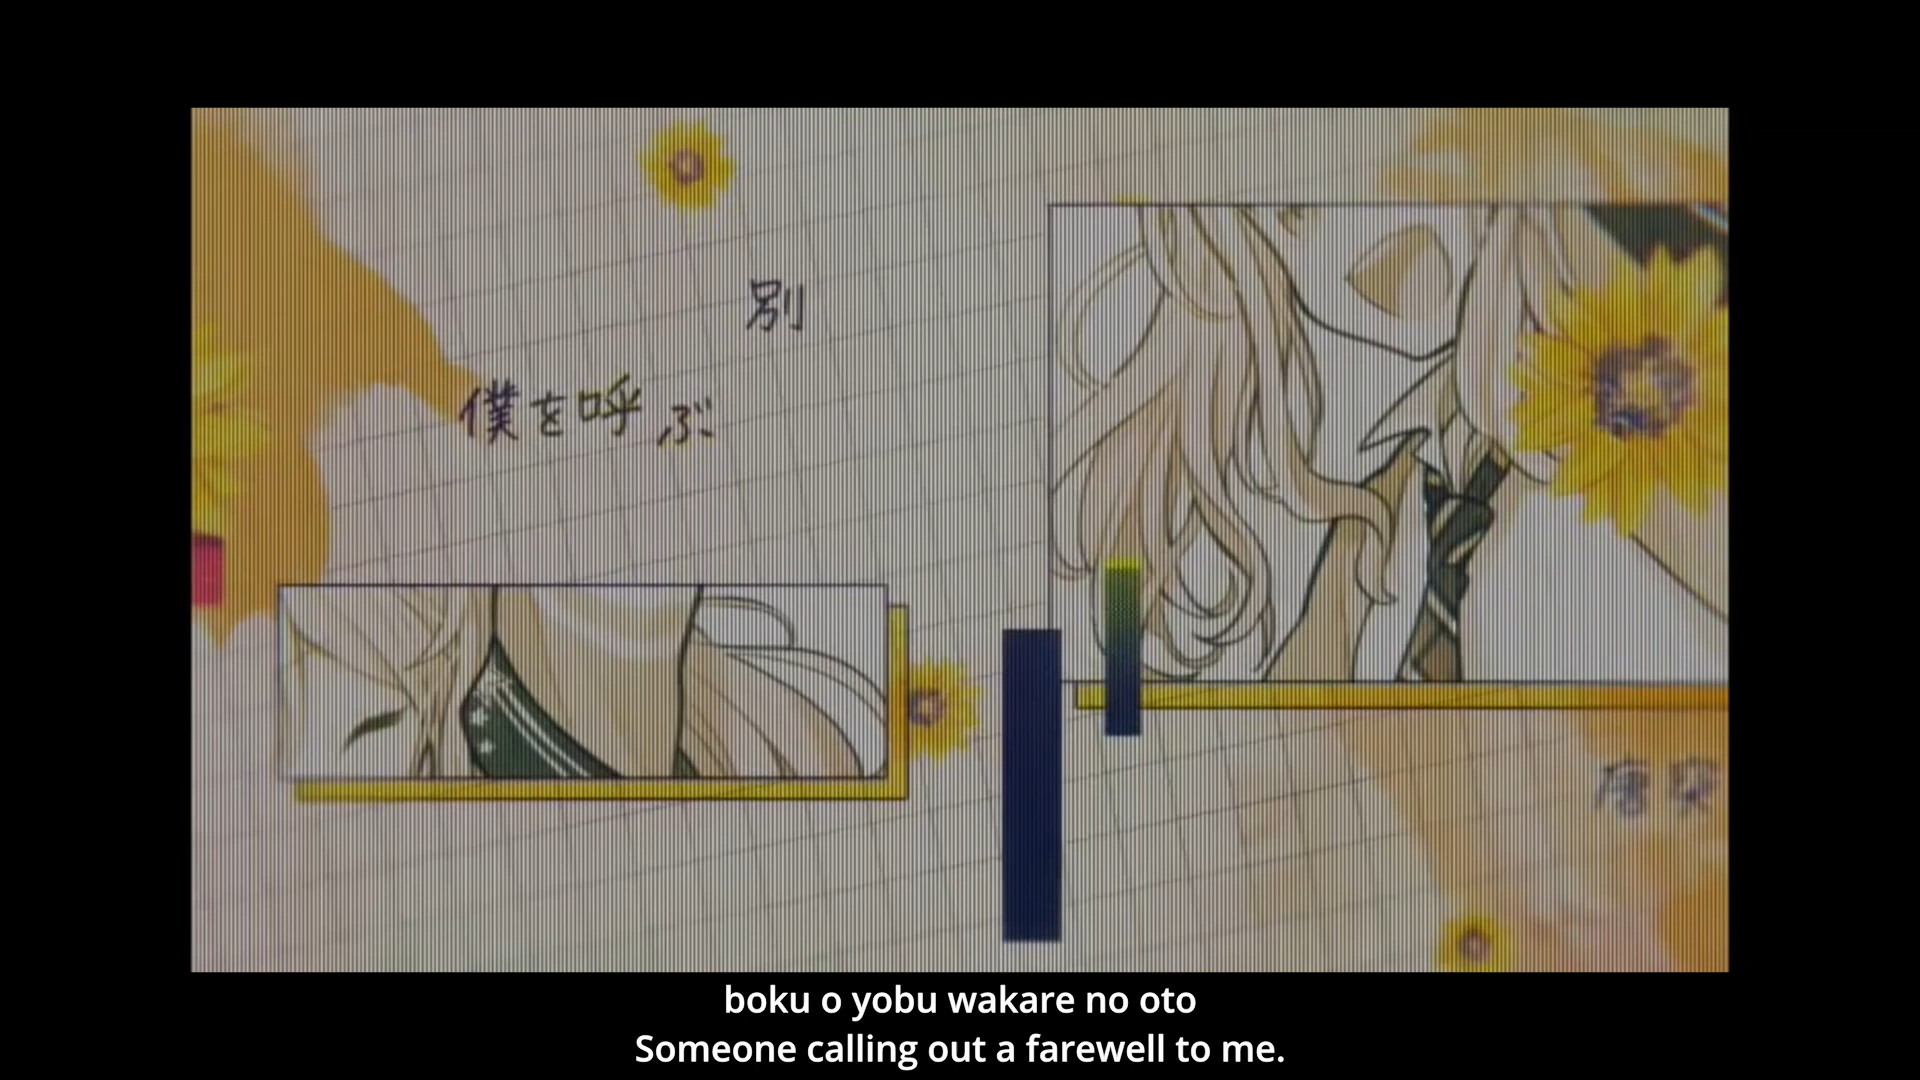 別
僕を呼ぶ
boku o yobu wakare no oto
Someone calling out a farewell to me.